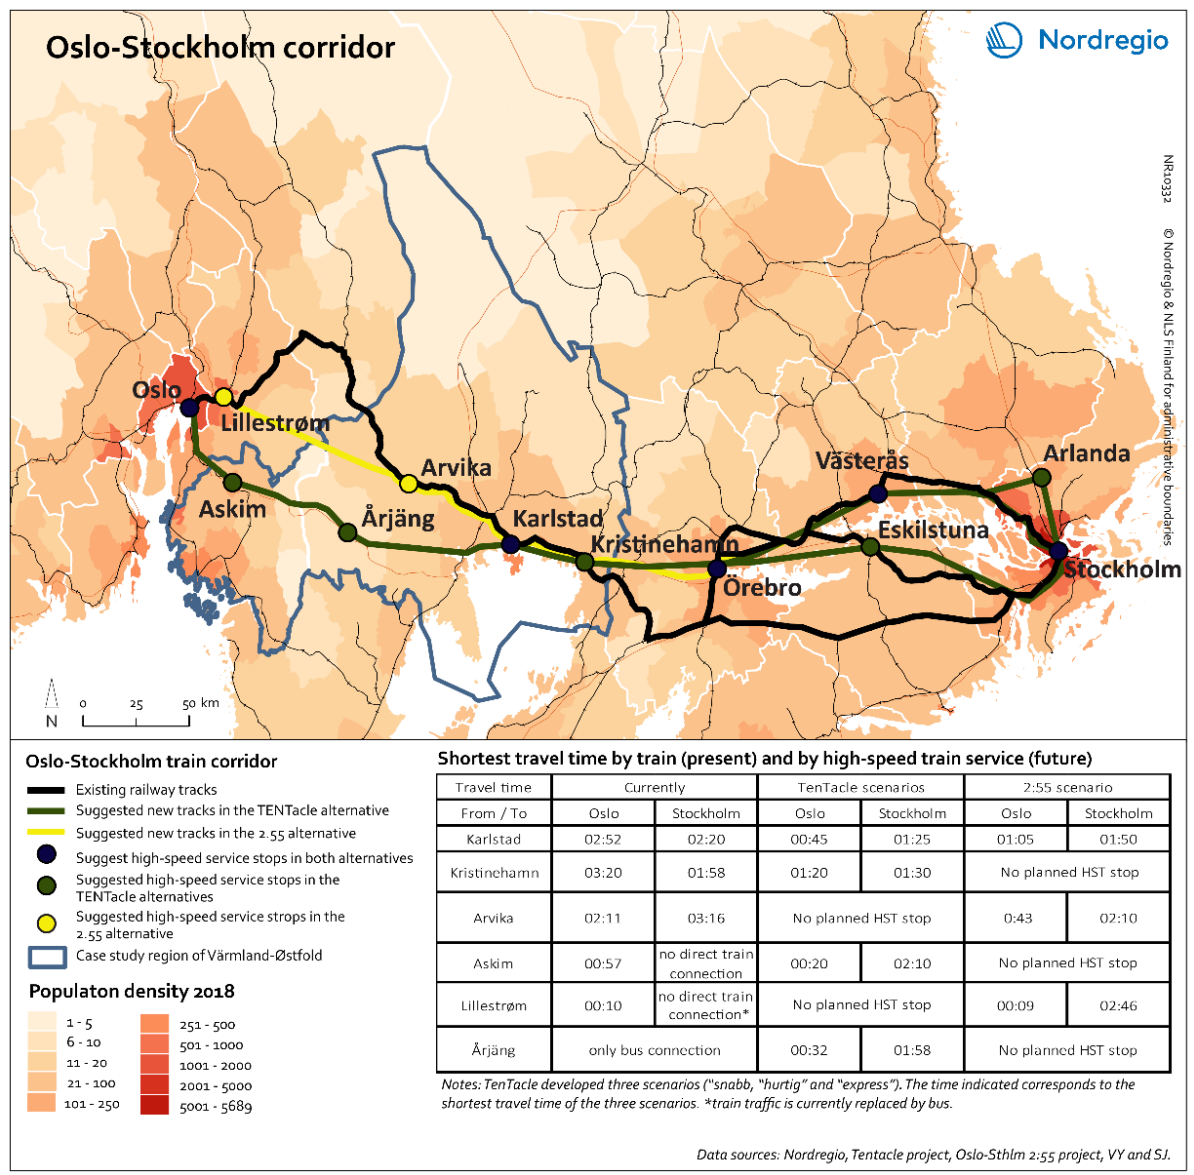 Oslo-Stockholm corridor
Nordregio
NR10332 © Nordregio & NLS Finland for administrative boundaries
Oslo
Lillestrøm
Arvika
Västerås
Arlanda
Askim
Årjäng
Karlstad
Kristinehamn
Eskilstuna
Stockholm
Örebro
0 25 50 km
N
Oslo-Stockholm train corridor
Existing railway tracks
Suggested new tracks in the TENTacle alternative
Suggested new tracks in the 2.55 alternative
Suggest high-speed service stops in both alternatives
Suggested high-speed service stops in the
TENTacle alternatives
Suggested high-speed service strops in the
2.55 alternative
Case study region of Värmland-Østfold
Populaton density 2018
1 - 5
6 - 10
11 - 20
21 - 100
101 - 250
251 - 500
501 - 1000
1001 - 2000
2001 - 5000
5001 - 5689
Shortest travel time by train (present) and by high-speed train service (future)
Travel time Currently TenTacle scenarios 2:55 scenario
From / To Oslo Stockholm Oslo Stockholm Oslo Stockholm
Karlstad 02:52 02:20 00:45 01:25 01:05 01:50
Kristinehamn 03:20 01:58 01:20 01:30 No planned HST stop
Arvika 02:11 03:16 No planned HST stop 0:43 02:10
Askim 00:57 no direct train connection 00:20 02:10 No planned HST stop
Lillestrøm 00:10 no direct train connection* No planned HST stop 00:09 02:46
Årjäng only bus connection 00:32 01:58 No planned HST stop
Notes: TenTacle developed three scenarios ("snabb, "hurtig" and "express"). The time indicated corresponds to the
shortest travel time of the three scenarios. *train traffic is currently replaced by bus.
Data sources: Nordregio, Tentacle project, Oslo-Sthlm 2:55 project, VY and SJ.